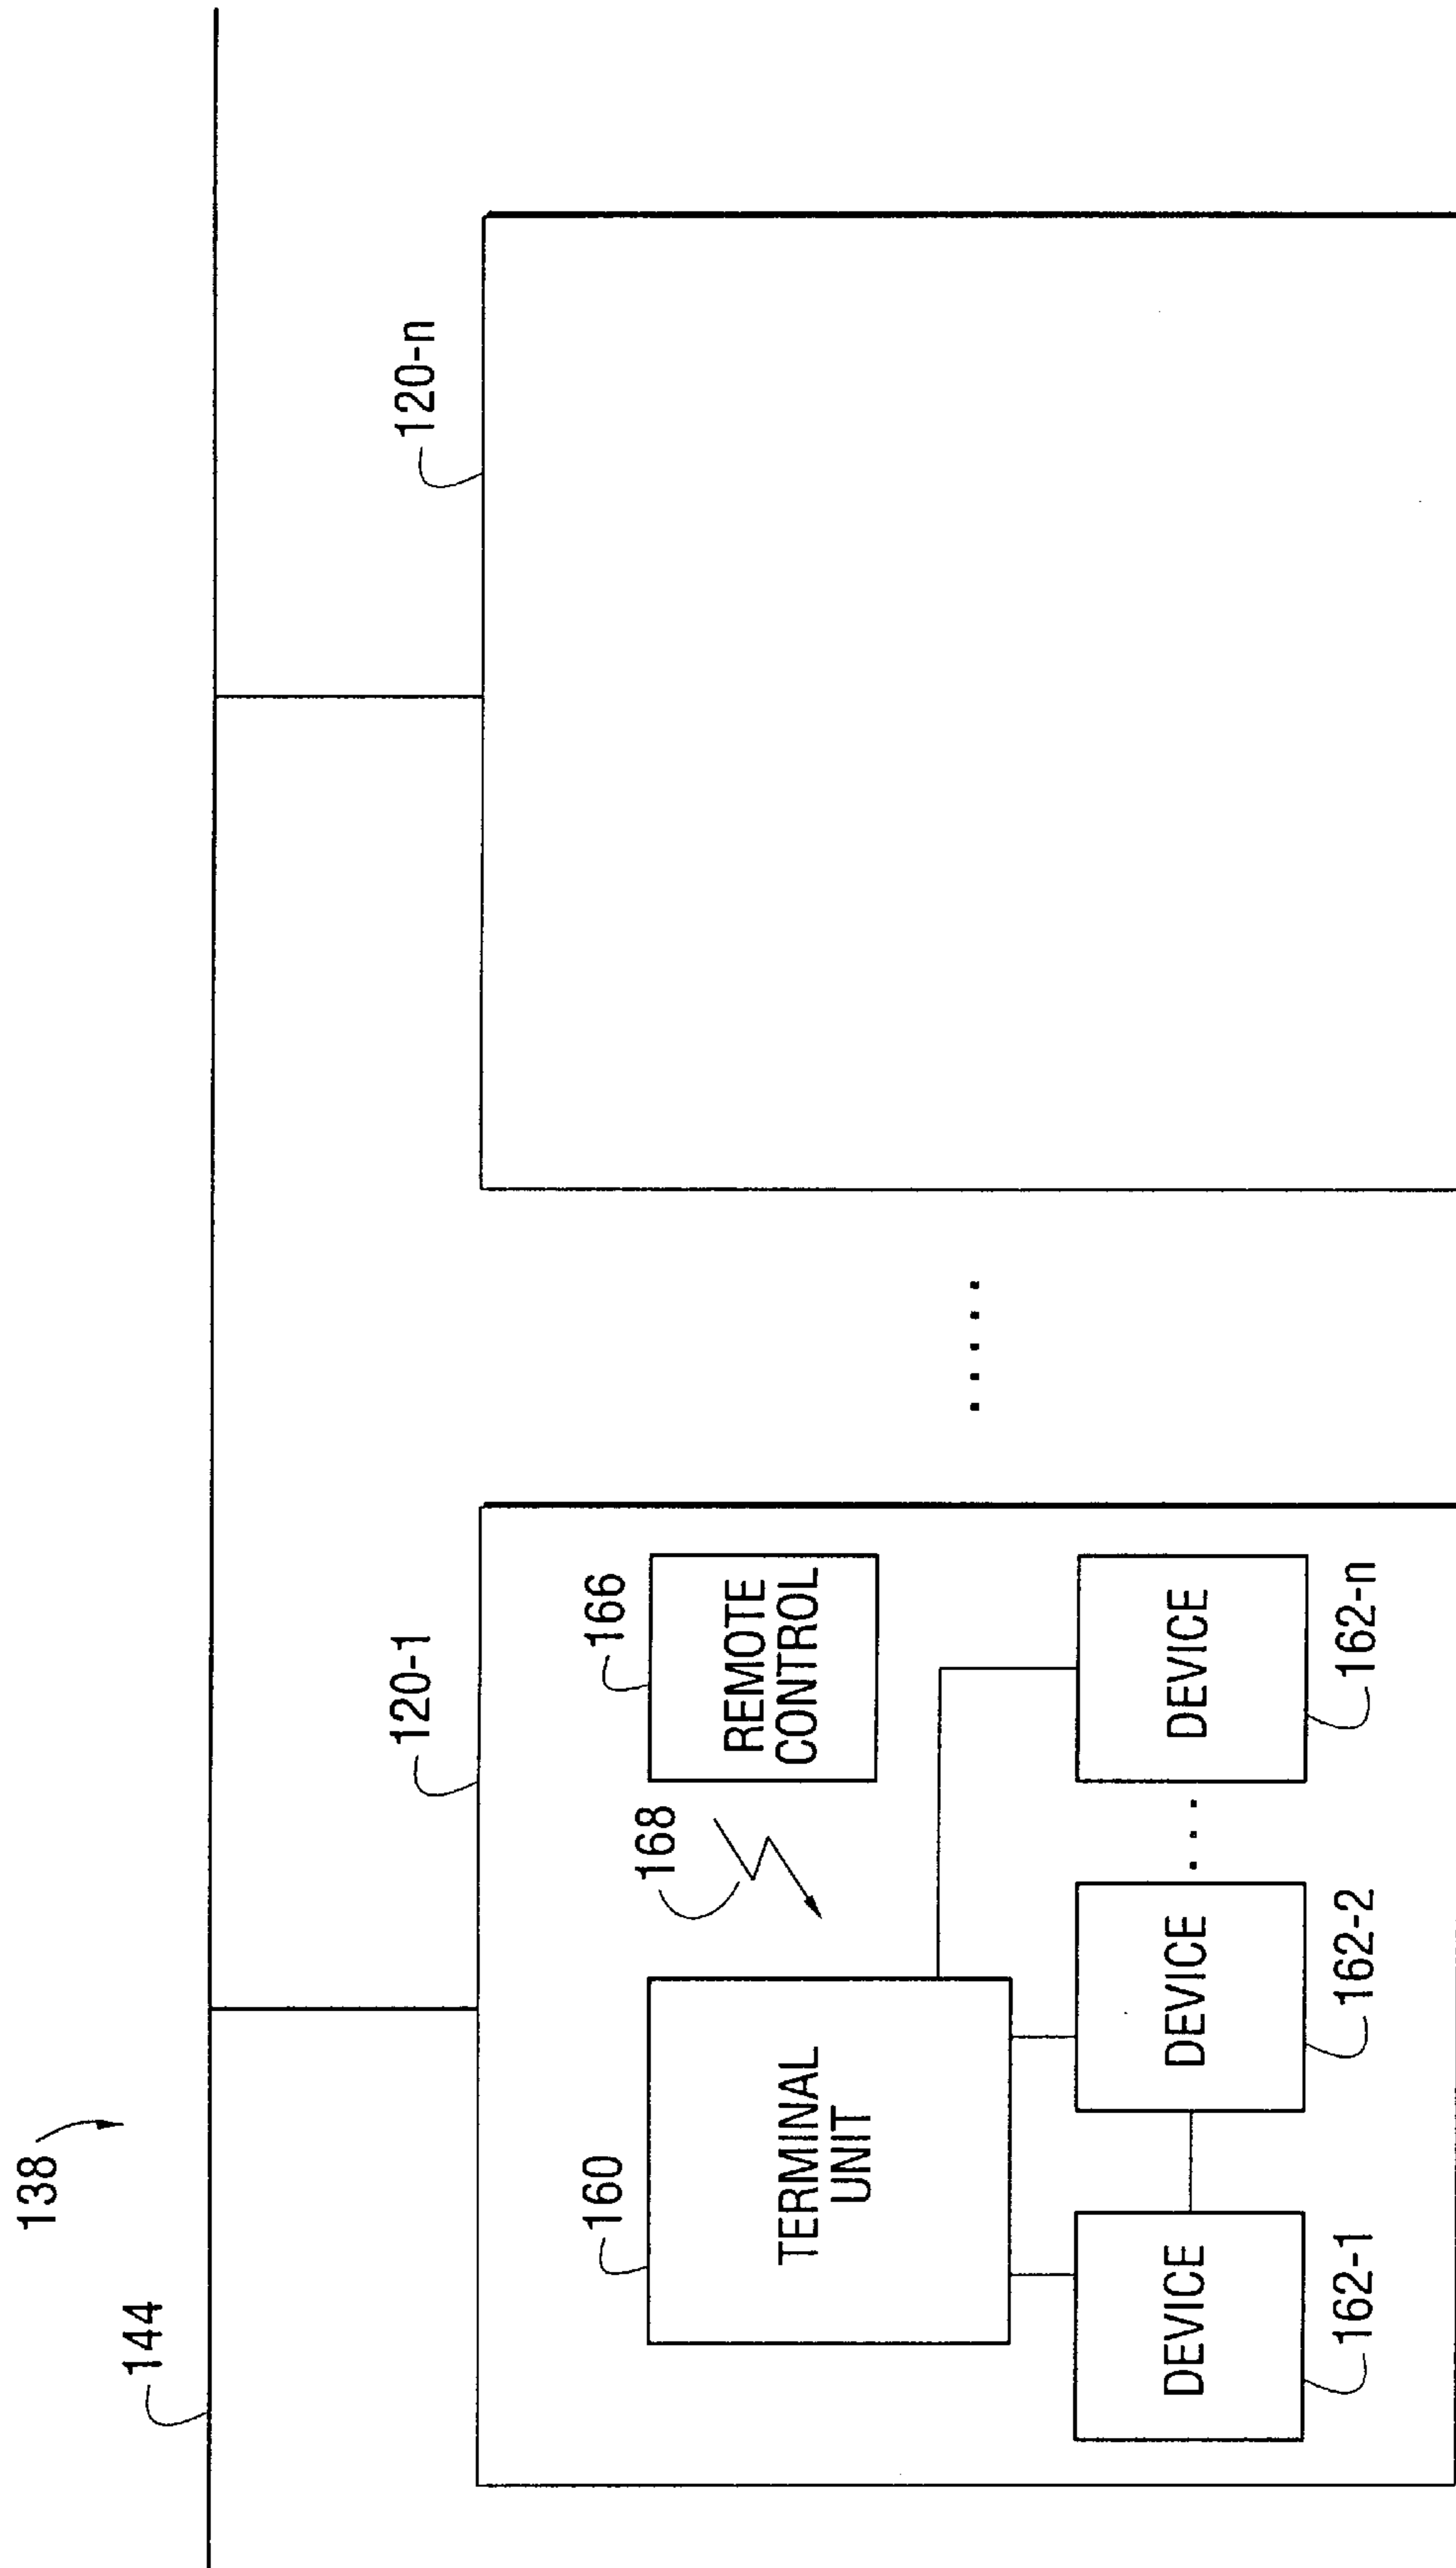 138
144
120-1
120-n
160
TERMINAL
UNIT
168
166
REMOTE
CONTROL
.....
DEVICE
162-1
DEVICE
162-2
...
DEVICE
162-n